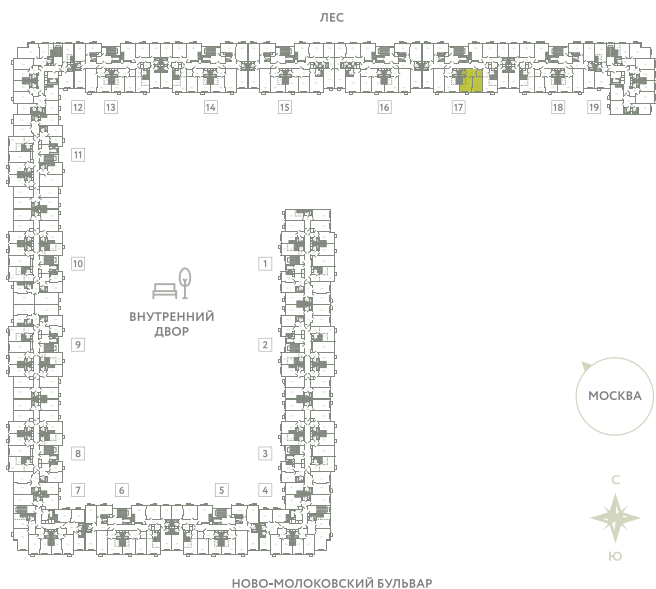 ЛЕС
12 13 14 15 16 17 18 19
11
10 1
ВНУТРЕННИЙ
ДВОР
9 2
МОСКВА
8 3
7 6 5 4
С
Ю
НОВО-МОЛОКОВСКИЙ БУЛЬВАР